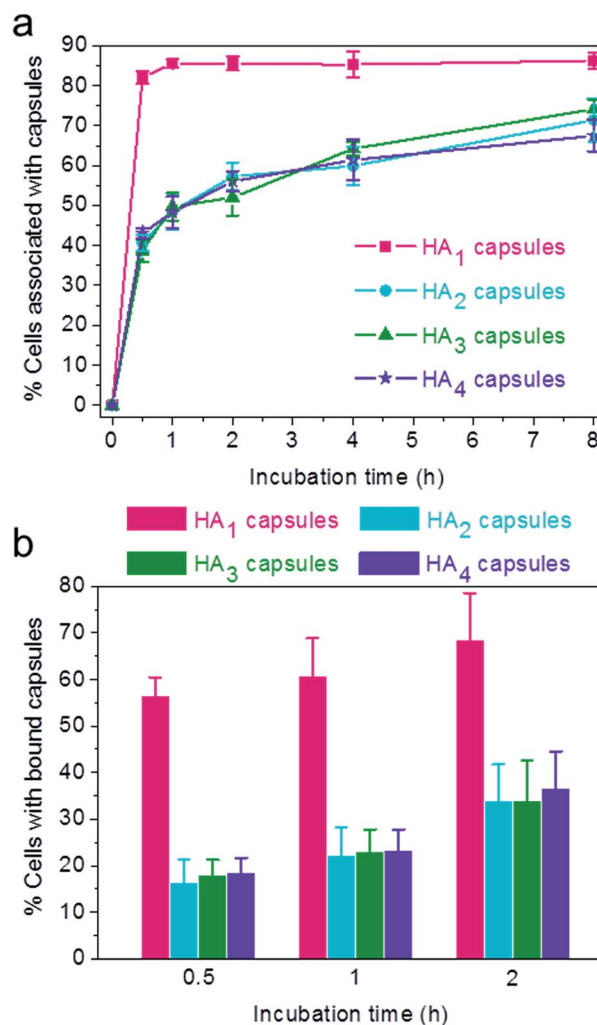 a
90
80
70
60
50
40
30
20
10
0
% Cells associated with capsules
HA1 capsules
HA2 capsules
HA3 capsules
HA4 capsules
0 1 2 3 4 5 6 7 8
Incubation time (h)
HA1 capsules HA2 capsules
HA3 capsules HA4 capsules
b
80
70
60
50
40
30
20
10
0
% Cells with bound capsules
0.5 1 2
Incubation time (h)